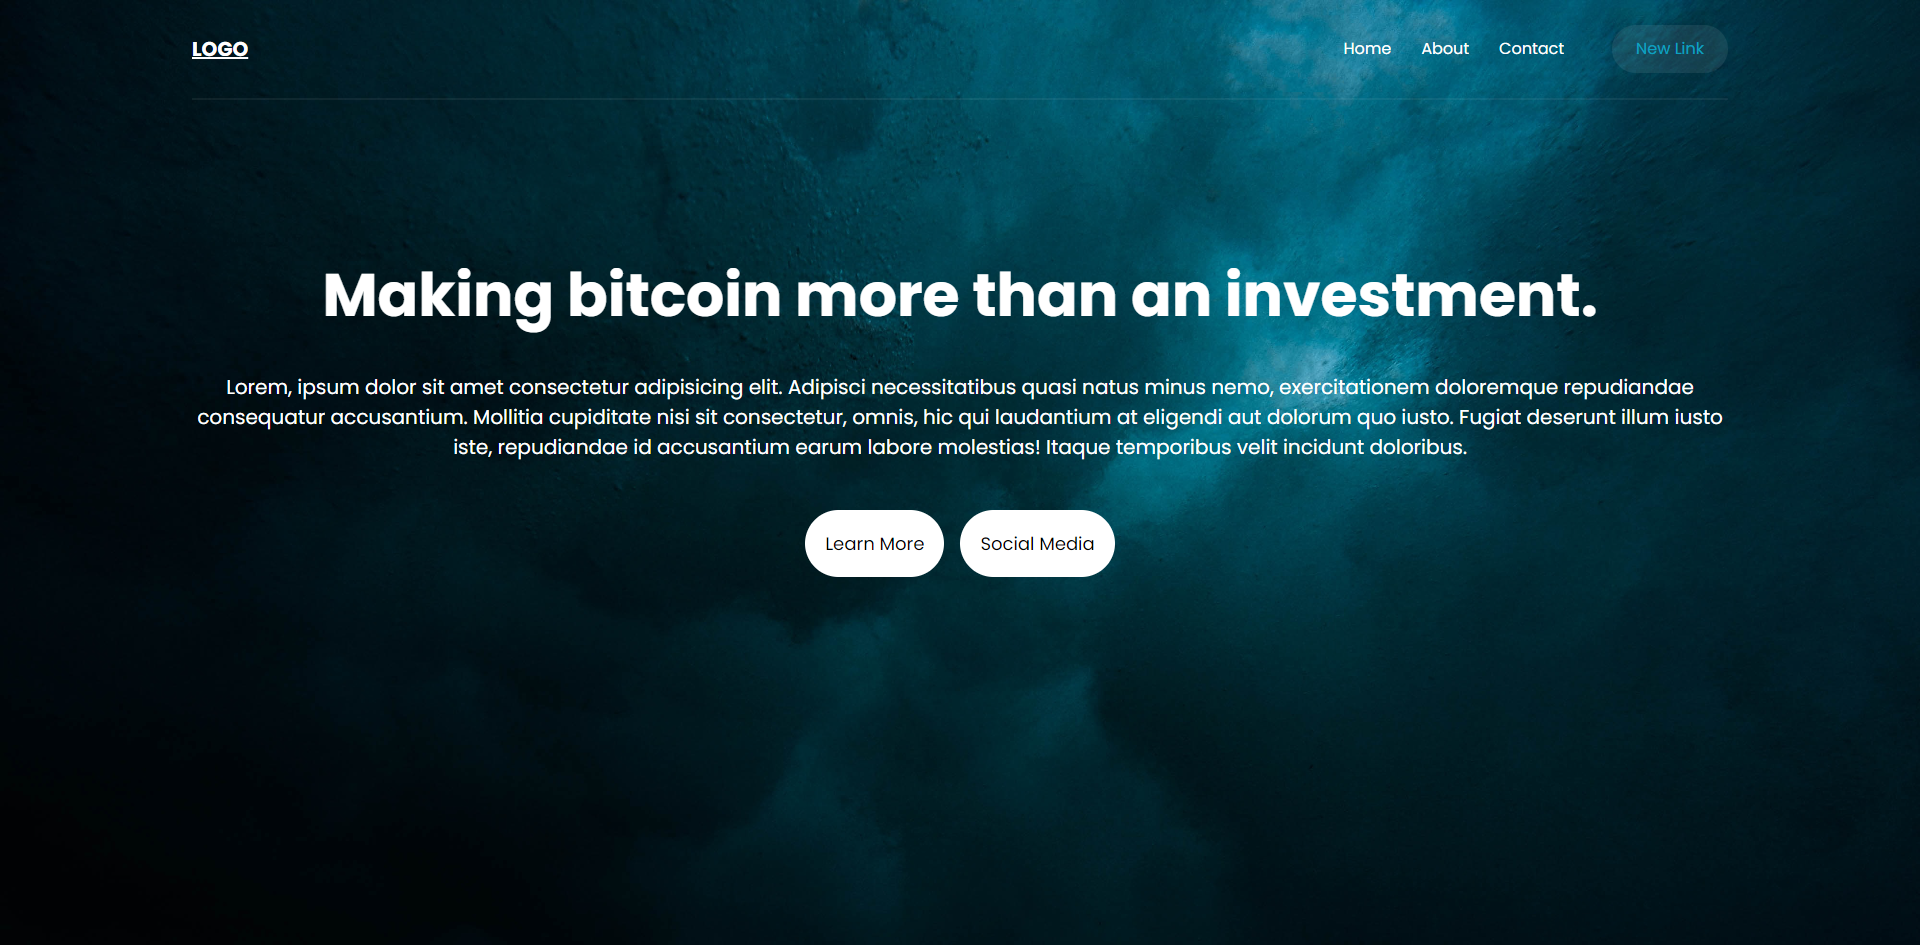 LOGO
Home About Contact New Link
Making bitcoin more than an investment.
Lorem, ipsum dolor sit amet consectetur adipisicing elit. Adipisci necessitatibus quasi natus minus nemo, exercitationem doloremque repudiandae
consequatur accusantium. Mollitia cupiditate nisi sit consectetur, omnis, hic qui laudantium at eligendi aut dolorum quo iusto. Fugiat deserunt illum iusto
iste, repudiandae id accusantium earum labore molestias! Itaque temporibus velit incidunt doloribus.
Learn More Social Media